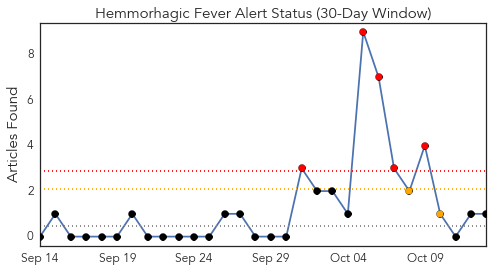 Hemmorhagic Fever Alert Status (30-Day Window)
Articles Found
8
6
4
2
0
Sep 14 Sep 19 Sep 24 Sep 29 Oct 04 Oct 09